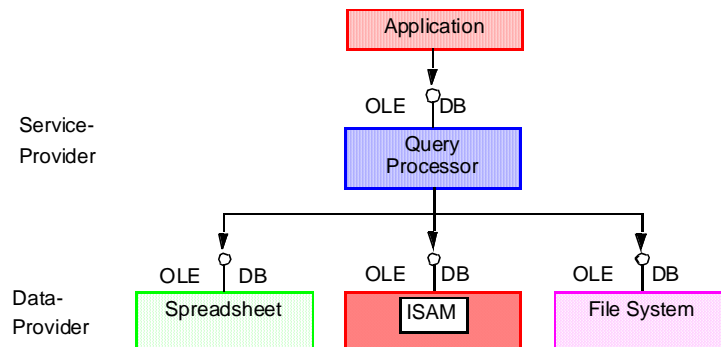 Application
OLE DB
Service-
Provider
Query
Processor
OLE DB OLE DB OLE DB
Data-
Provider
Spreadsheet ISAM File System